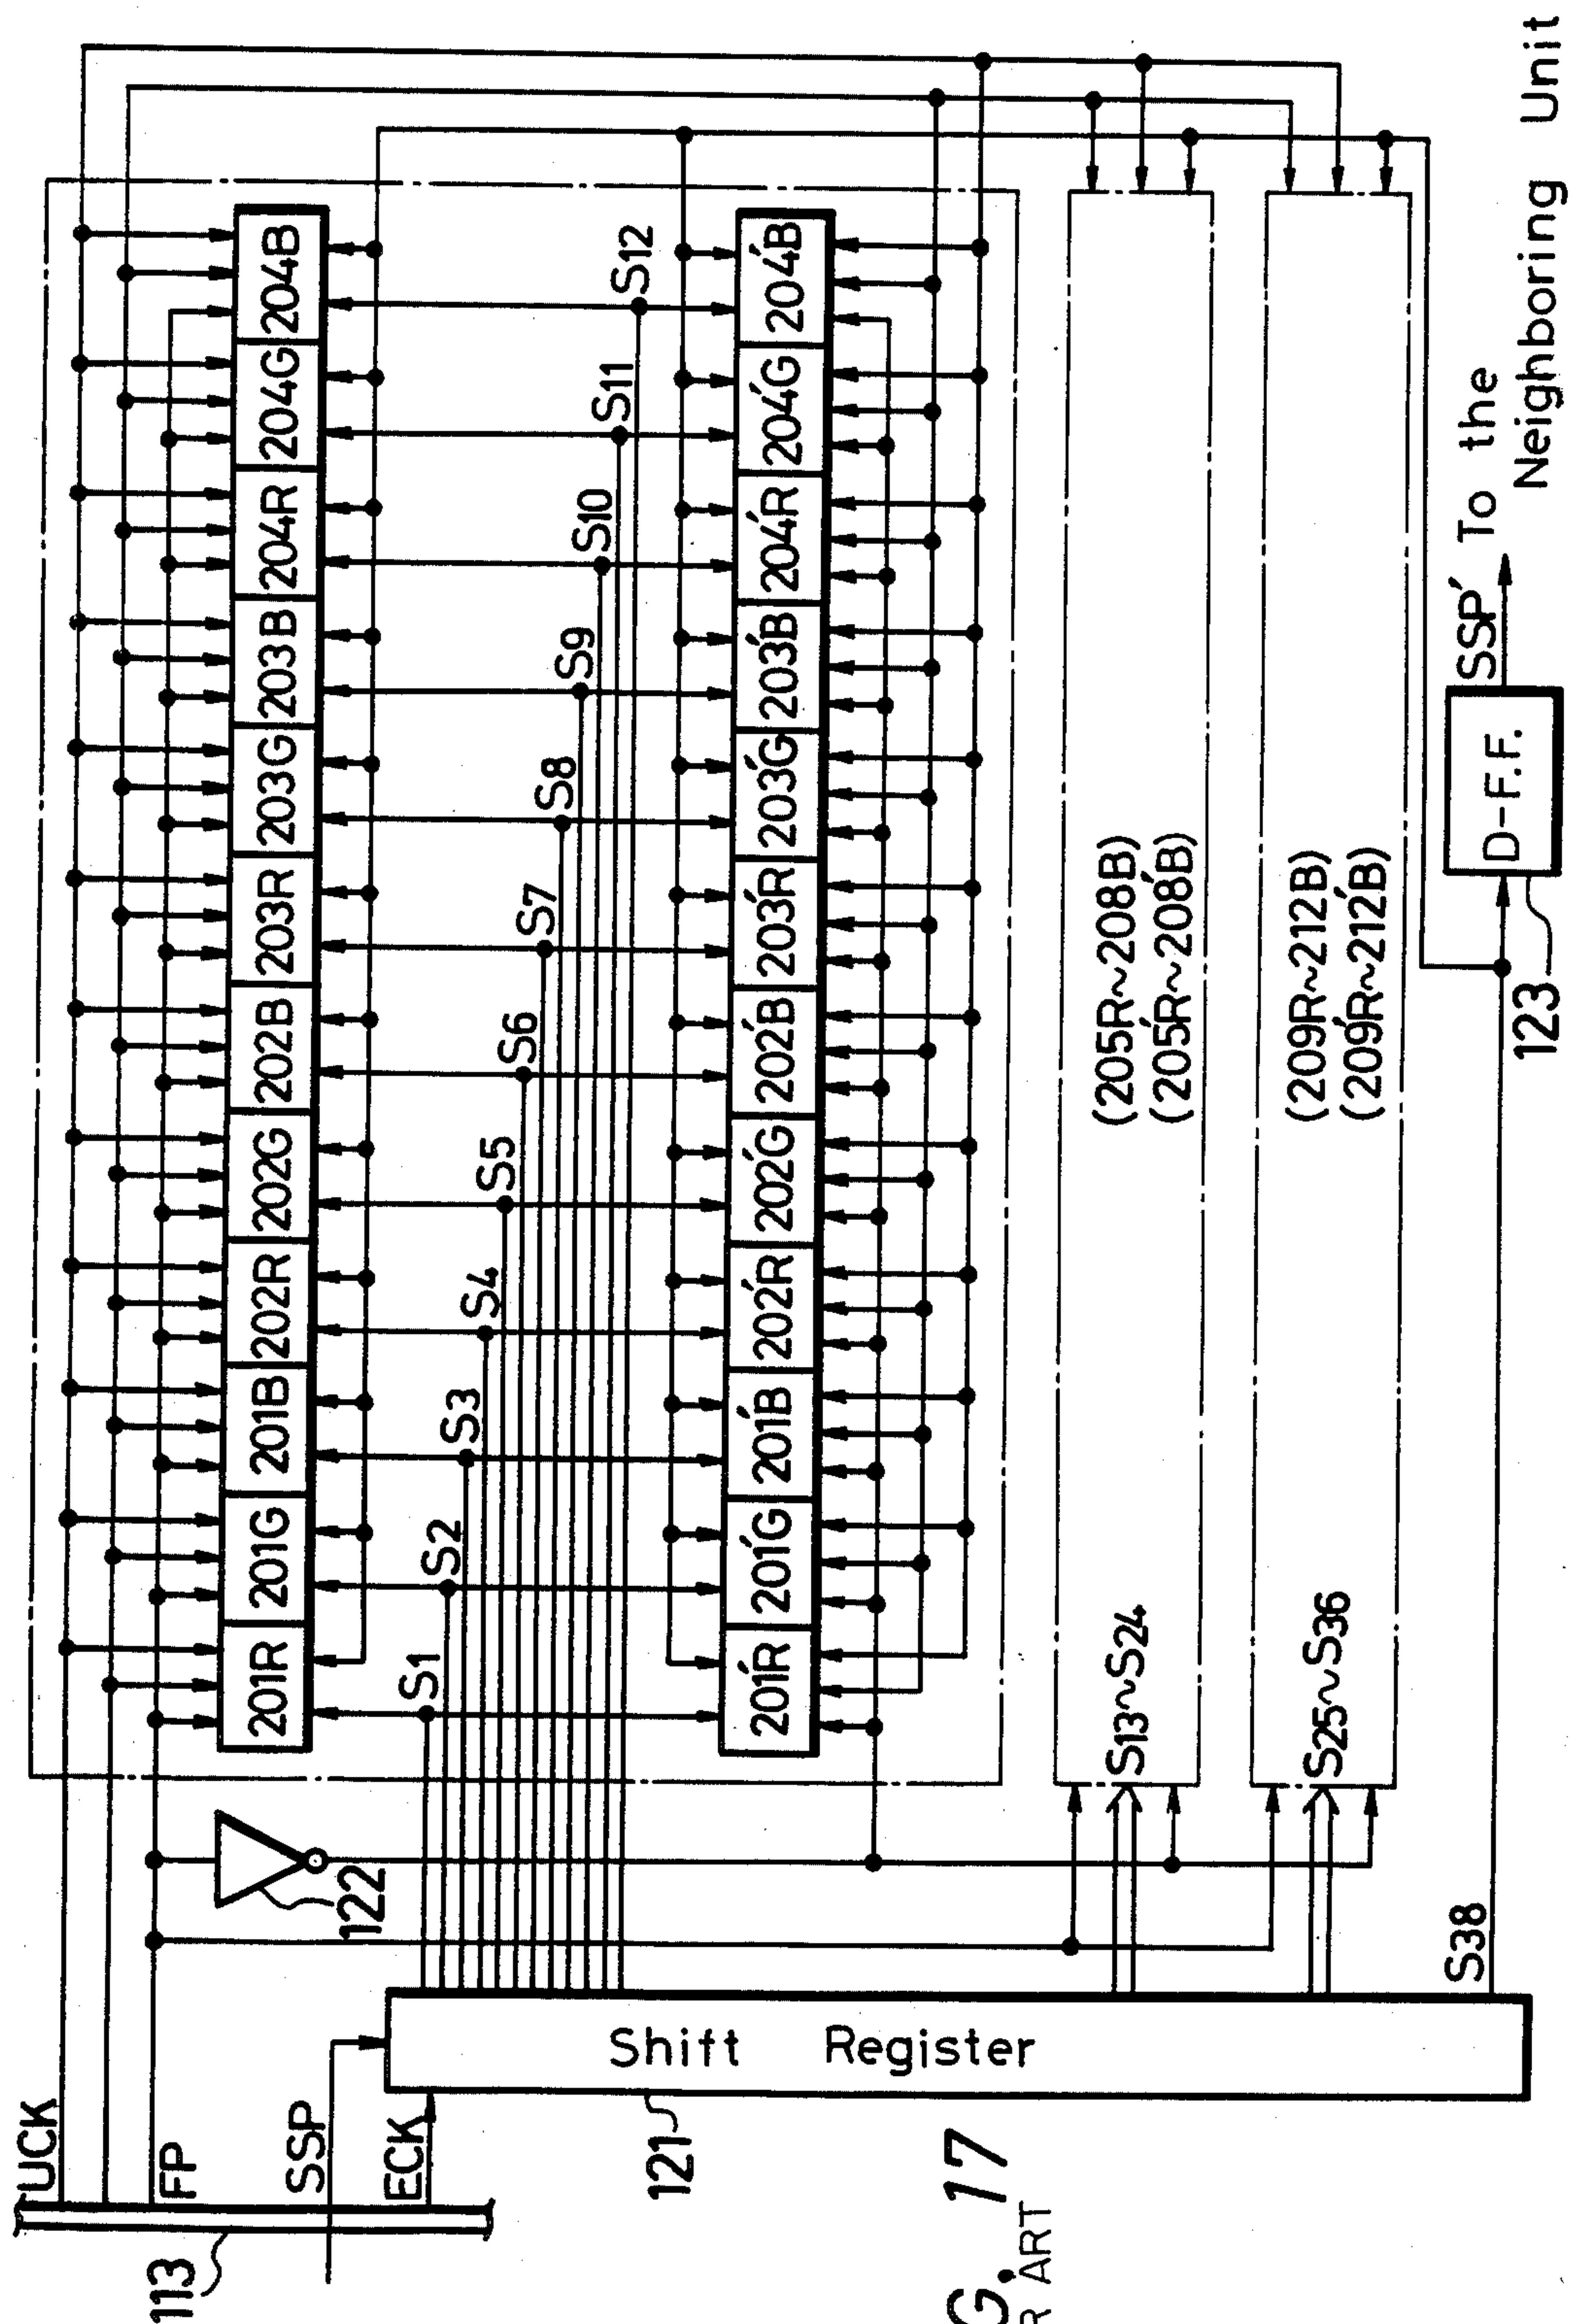 UCK
FP
SSP
ECK
113
122
121
Shift Register
201R 201G 201B 202R 202G 202B 203R 203G 203B 204R 204G 204B
S1 S2 S3 S4 S5 S6 S7 S8 S9 S10 S11 S12
201'R 201'G 201'B 202'R 202'G 202'B 203'R 203'G 203'B 204'R 204'G 204'B
S13~S24
(205R~208B)
(205'R~208'B)
S25~S36
(209R~212B)
(209'R~212'B)
S38
D-F.F.
123
SSP' To the
Neighboring Unit
G. 17
R ART